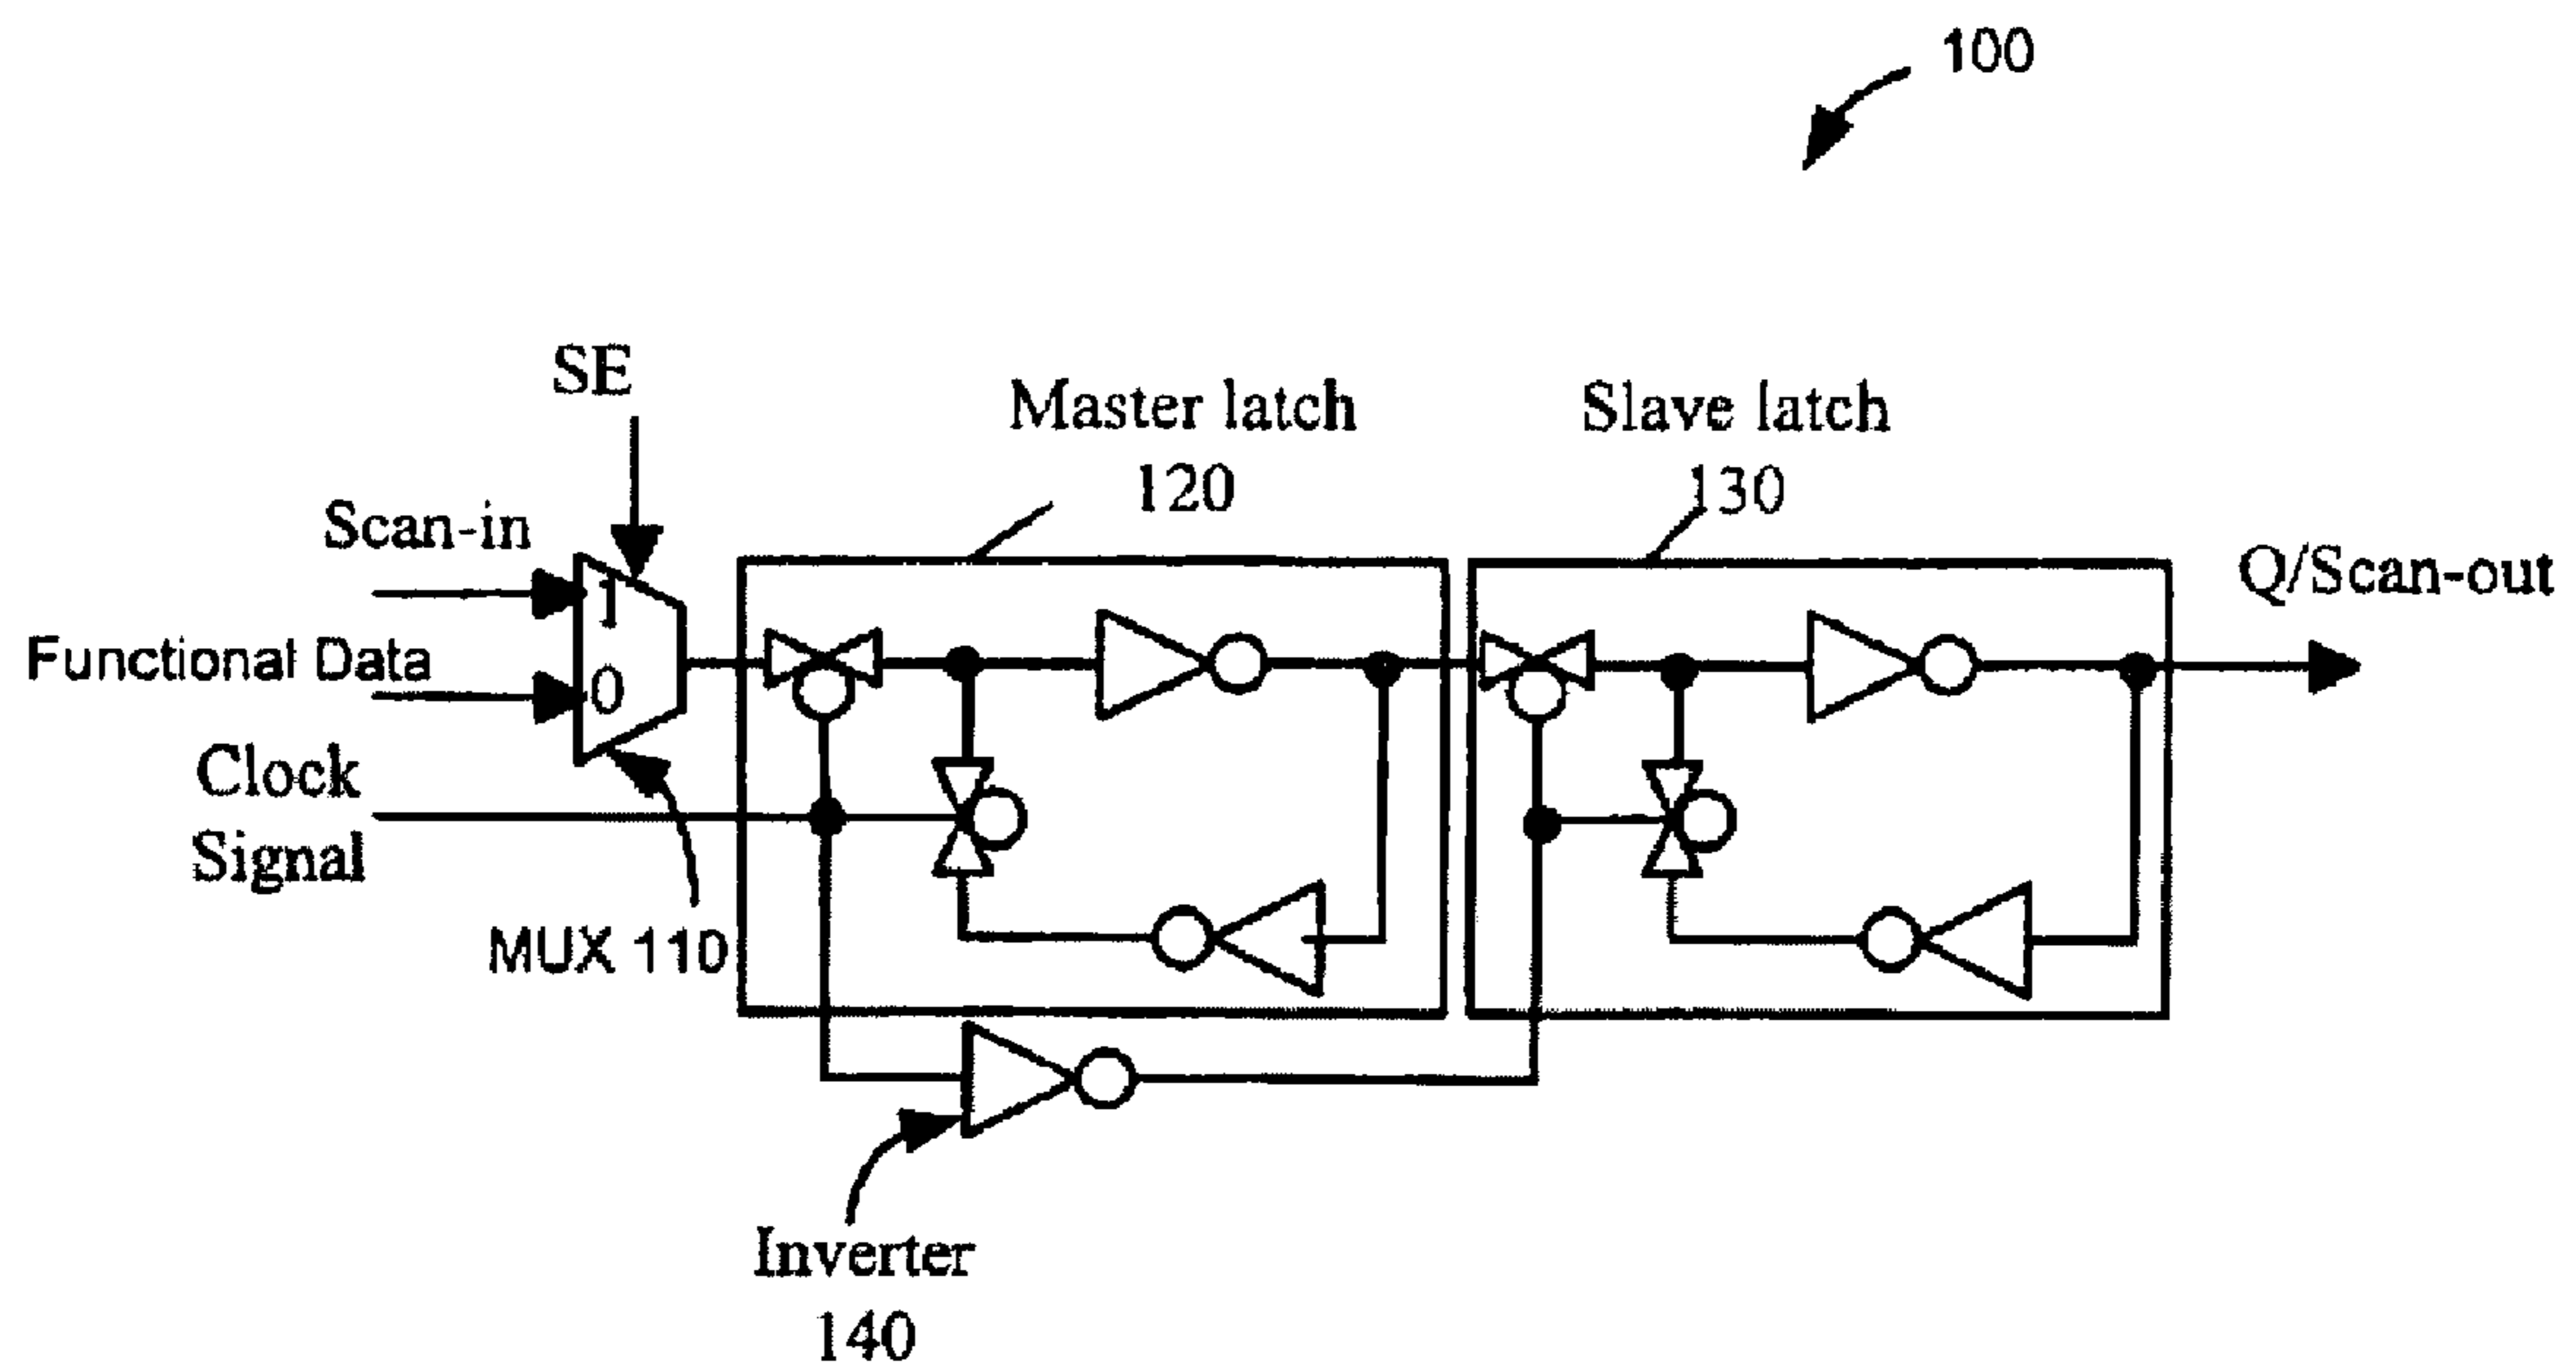 100
SE
Master latch
120
Slave latch
130
Scan-in
1
Q/Scan-out
Functional Data
0
Clock
Signal
MUX 110
Inverter
140